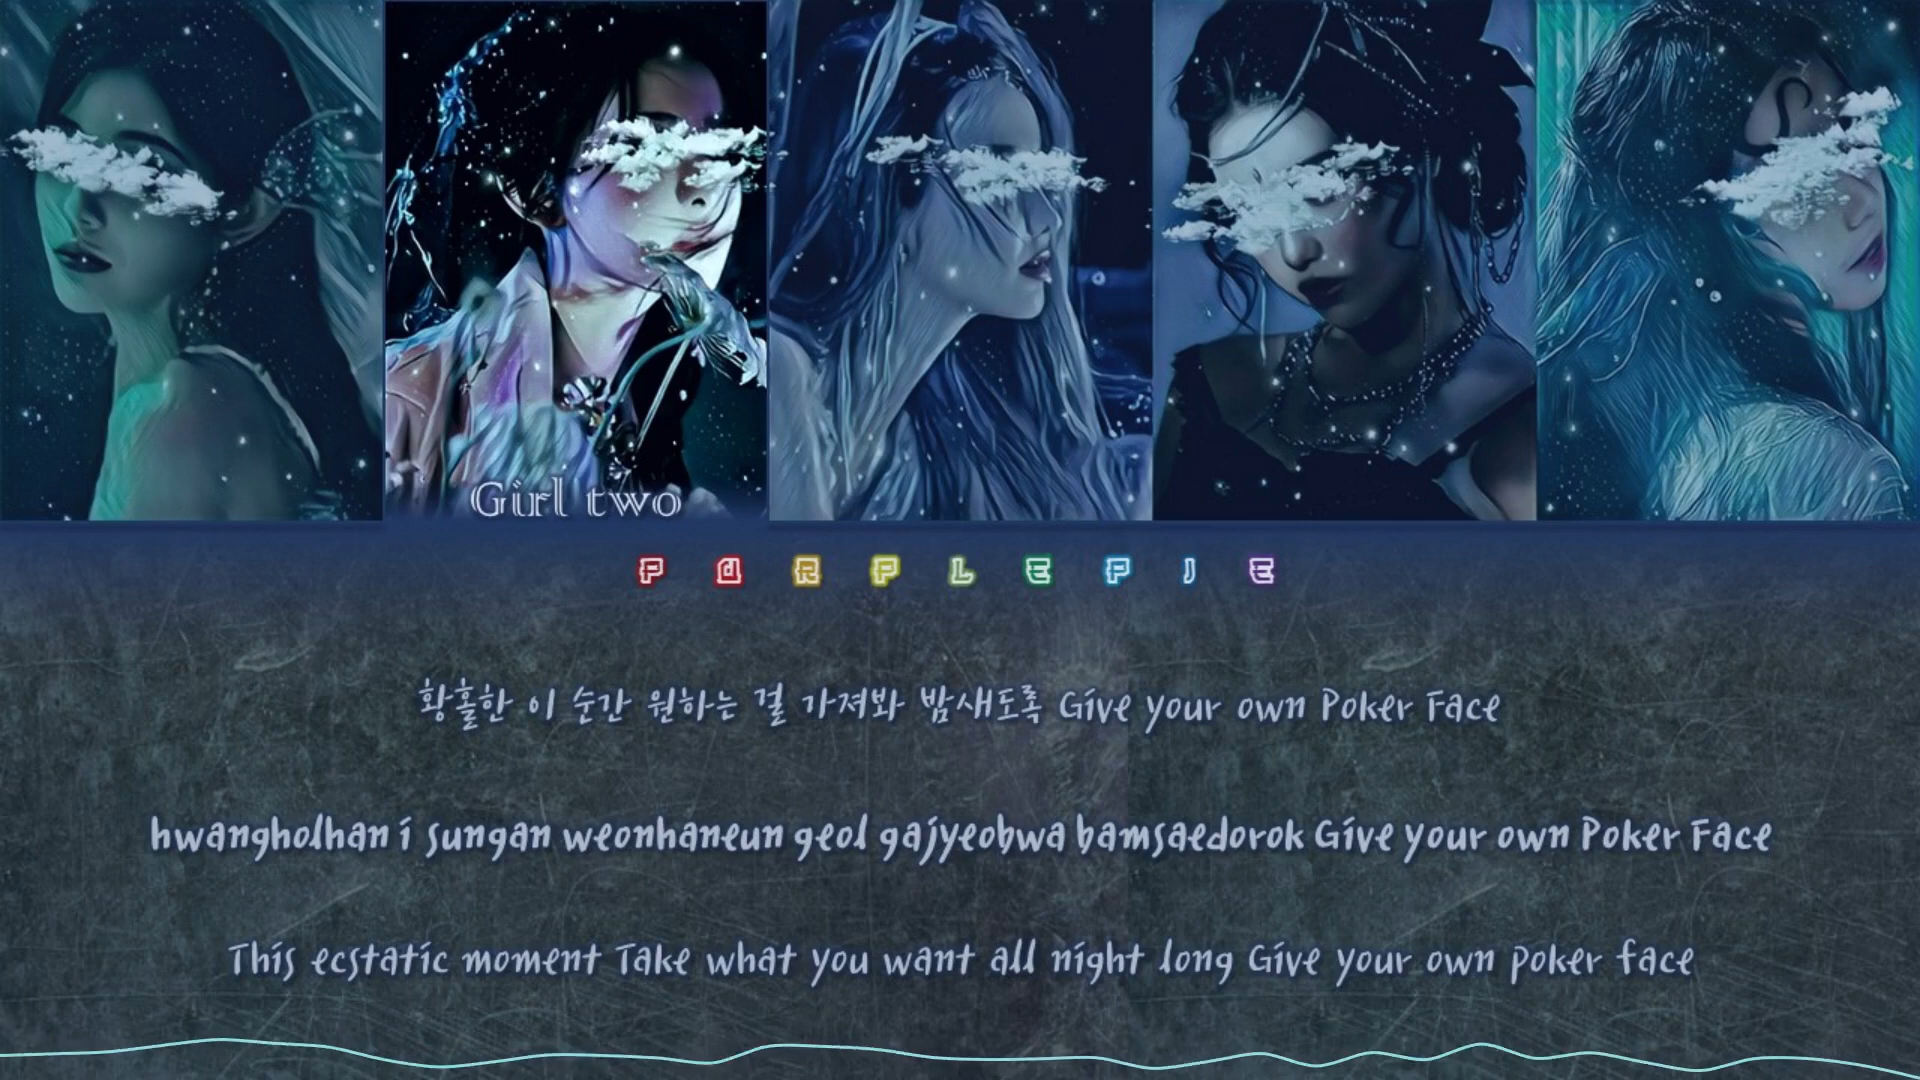 Girl two
PURPLEPIE
황홀한 이 순간 원하는 걸 가져봐 밤새도록 Give your own Poker Face
hwangholhan i sungan weonhaneun geol gajyeobwa bamsaedorok Give your own Poker Face
This ecstatic moment Take what you want all night long Give your own poker face